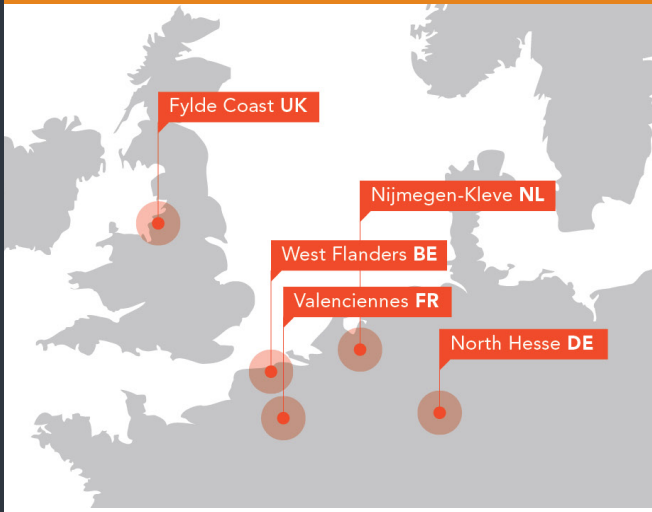 Fylde Coast UK
Nijmegen-Kleve NL
West Flanders BE
Valenciennes FR
North Hesse DE